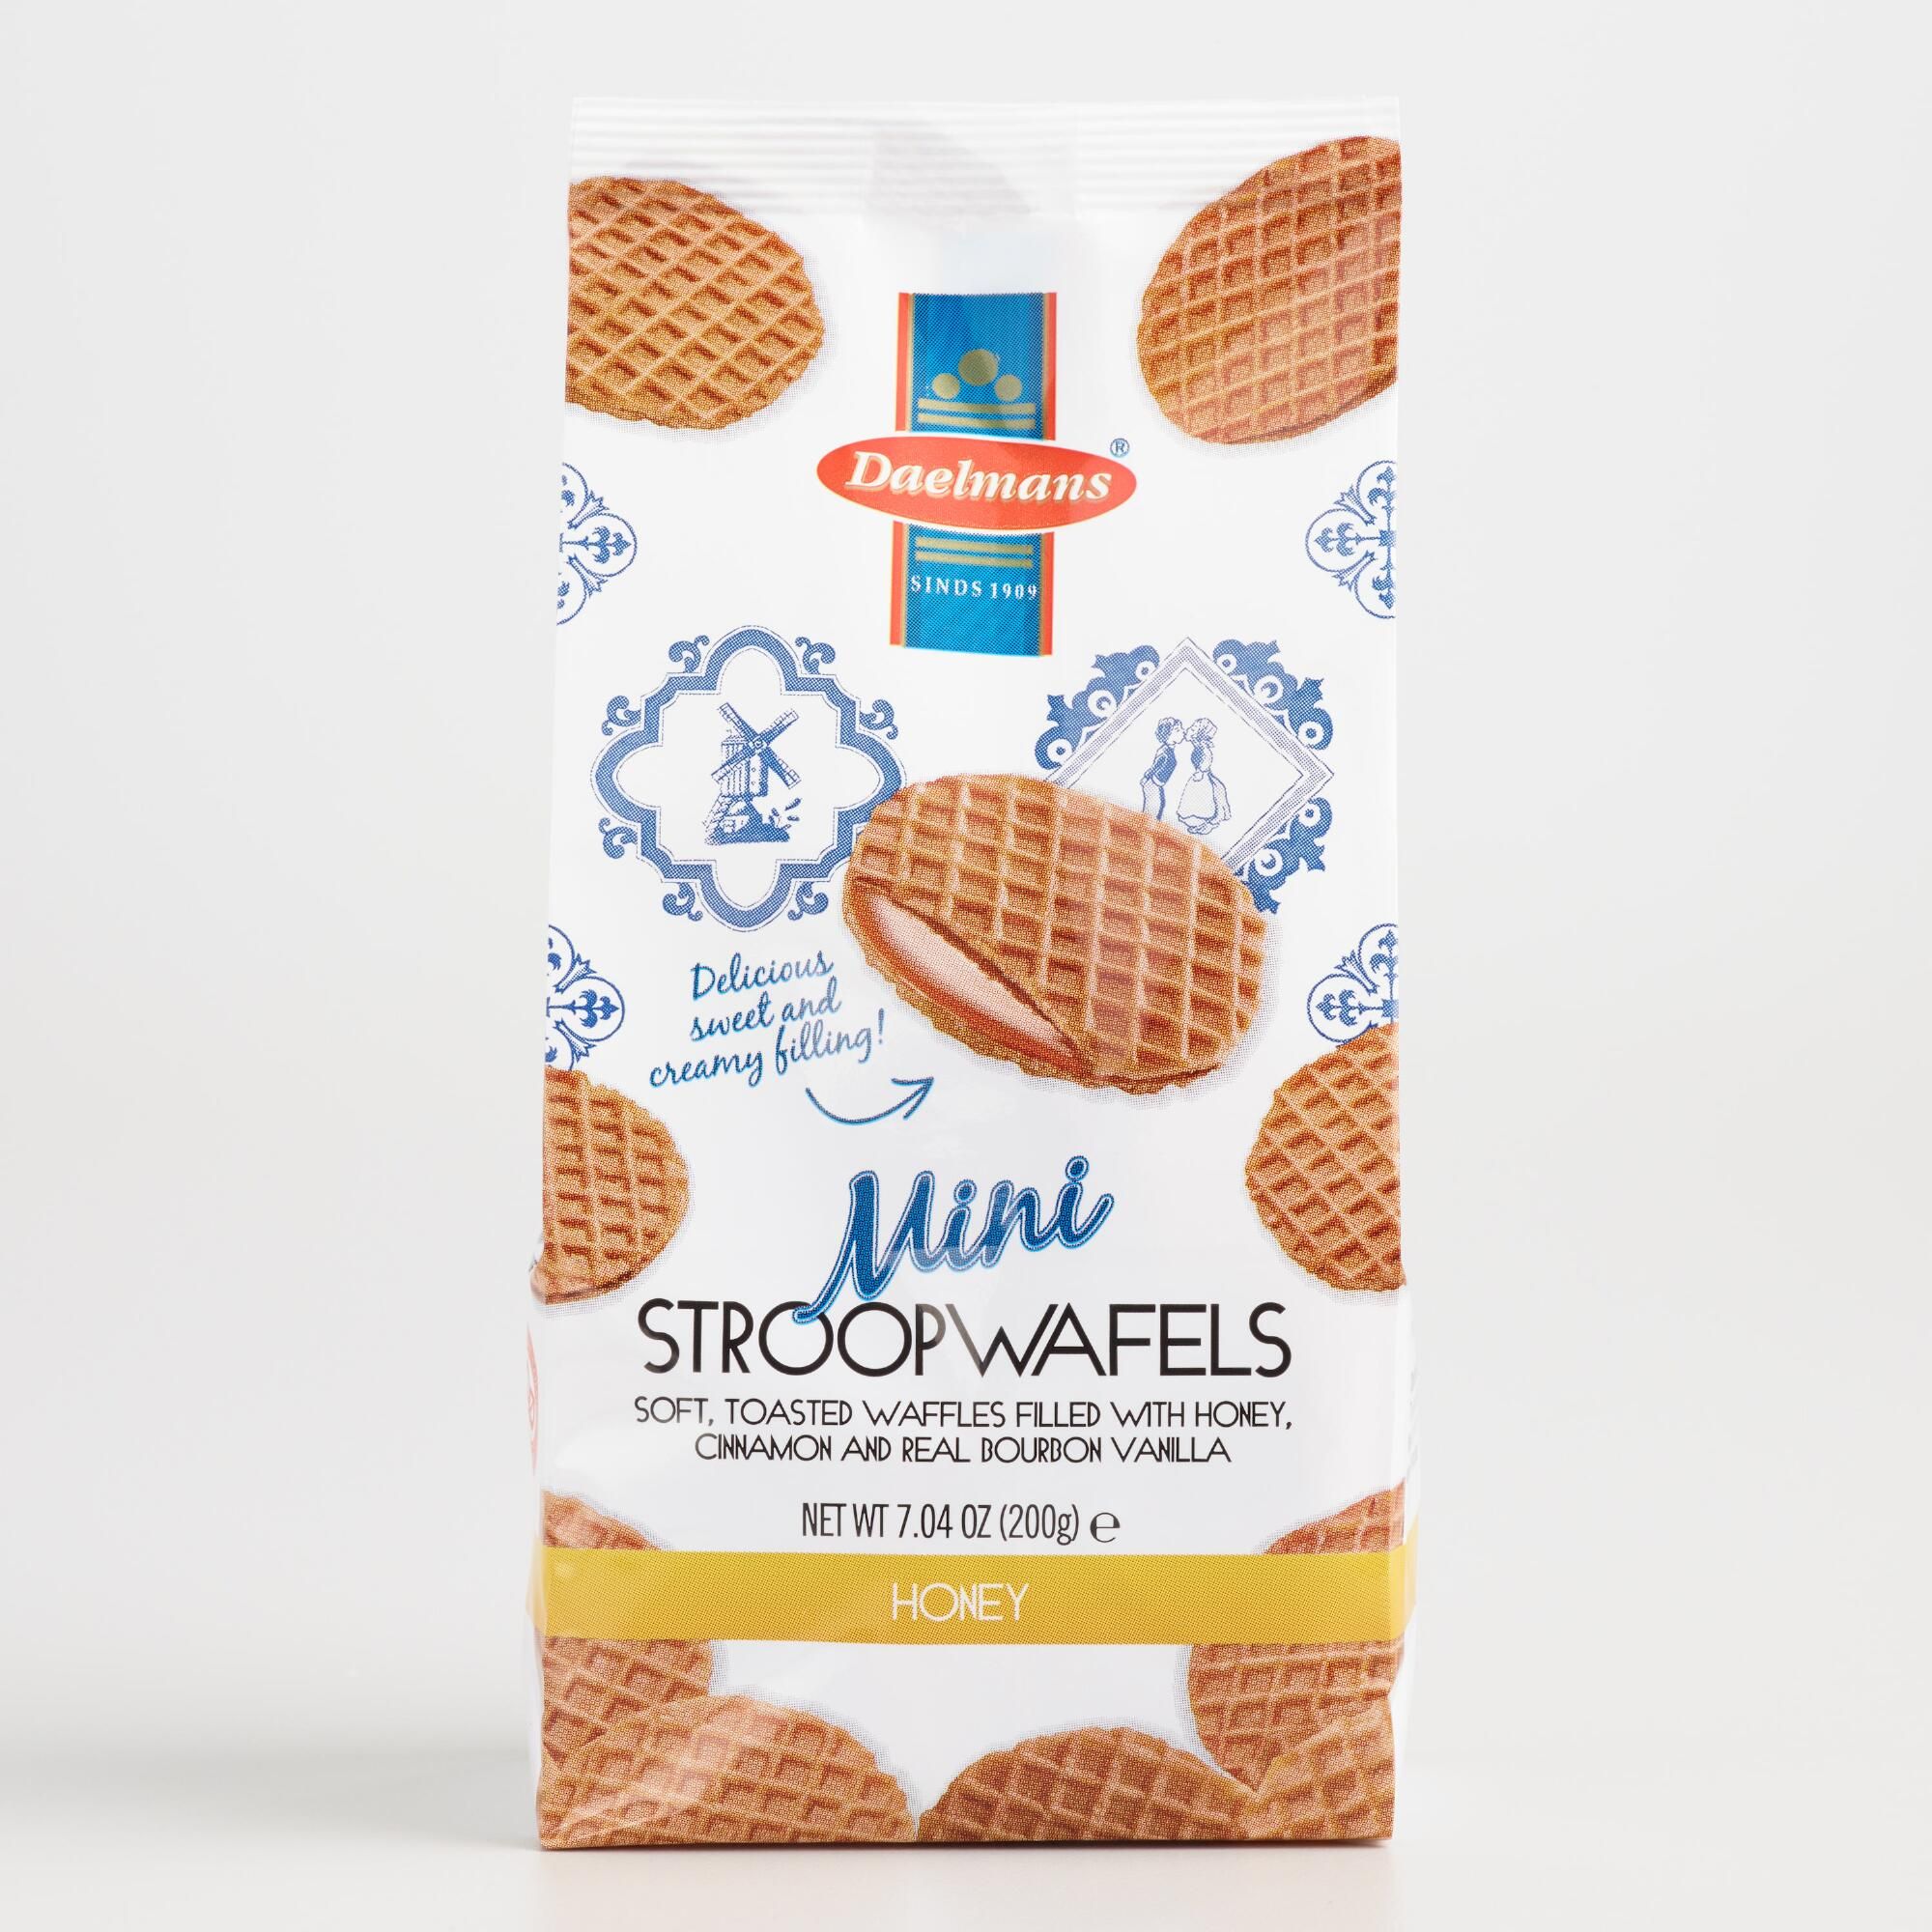 Daelmans®
SINDS 1909
Delicious
sweet and
creamy filling!
Mini
STROOPWAFELS
SOFT, TOASTED WAFFLES FILLED WITH HONEY,
CINNAMON AND REAL BOURBON VANILLA
NET WT 7.04 OZ (200g) ℮
HONEY